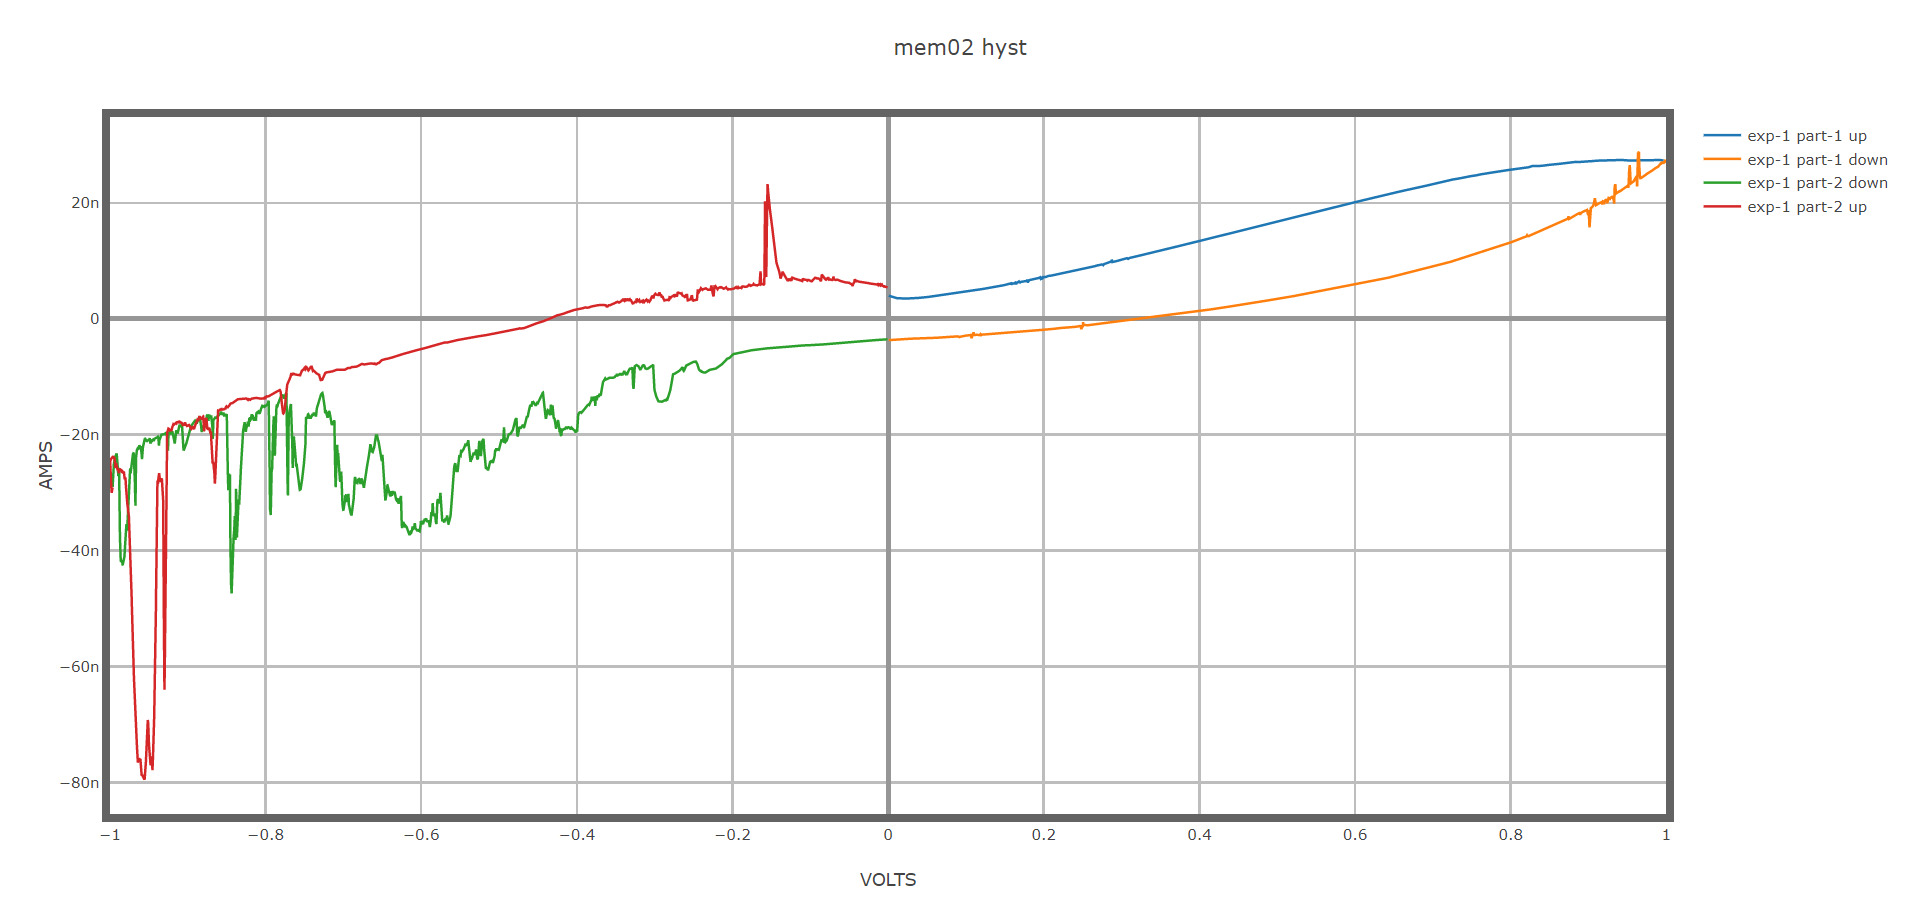 mem02 hyst
exp-1 part-1 up
exp-1 part-1 down
exp-1 part-2 down
exp-1 part-2 up
20n
0
−20n
−40n
−60n
−80n
AMPS
−1 −0.8 −0.6 −0.4 −0.2 0 0.2 0.4 0.6 0.8 1
VOLTS